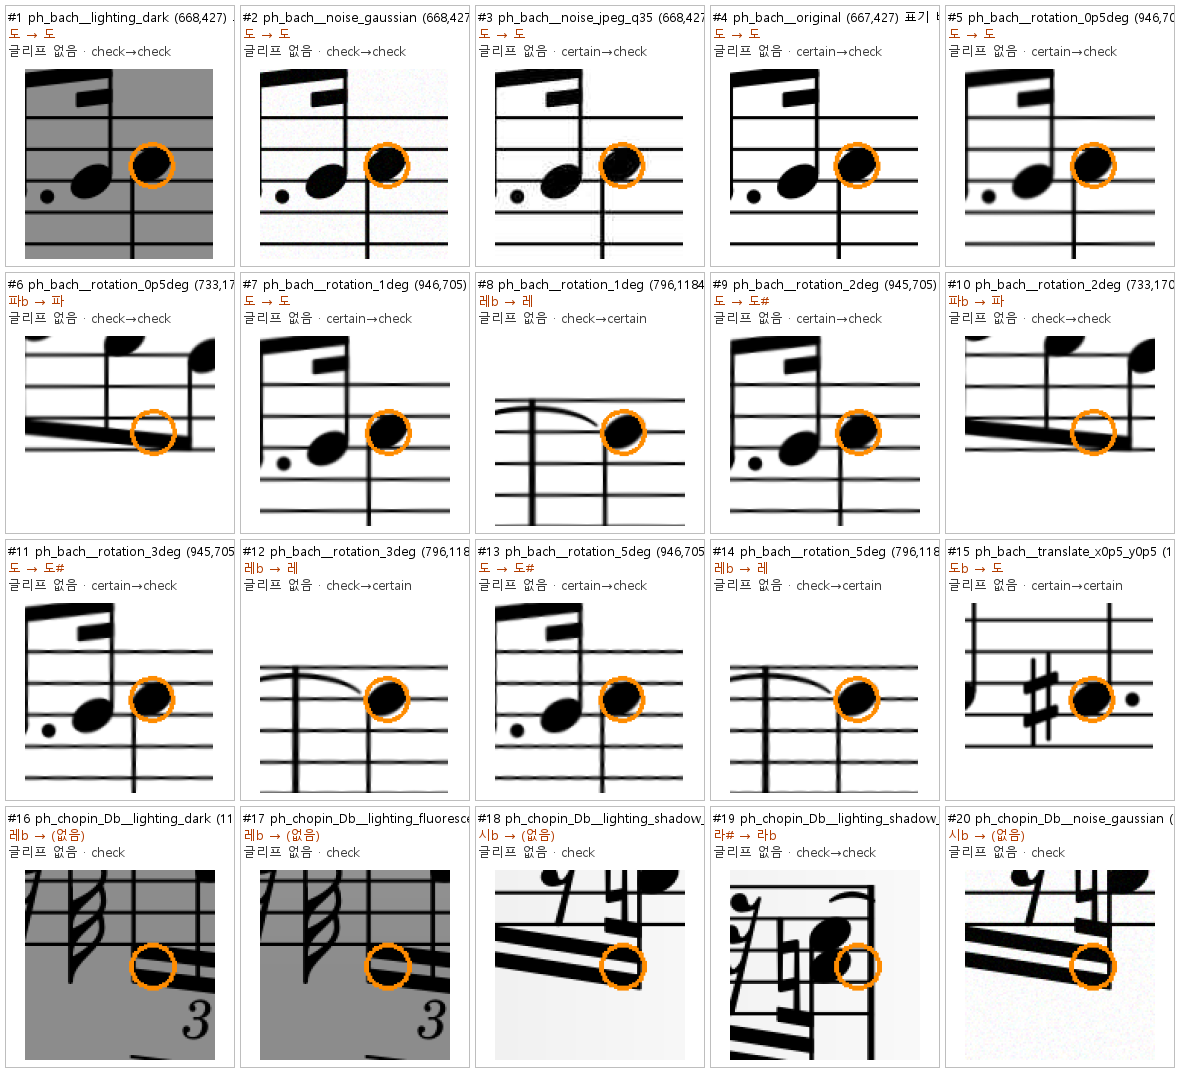 #1 ph_bach__lighting_dark (668,427) .
도 → 도
글리프 없음 · check→check
#2 ph_bach__noise_gaussian (668,427
도 → 도
글리프 없음 · check→check
#3 ph_bach__noise_jpeg_q35 (668,427
도 → 도
글리프 없음 · certain→check
#4 ph_bach__original (667,427) 표기
도 → 도
글리프 없음 · certain→check
#5 ph_bach__rotation_0p5deg (946,70
도 → 도
글리프 없음 · certain→check
#6 ph_bach__rotation_0p5deg (733,17
파b → 파
글리프 없음 · check→check
#7 ph_bach__rotation_1deg (946,705)
도 → 도
글리프 없음 · certain→check
#8 ph_bach__rotation_1deg (796,1184
레b → 레
글리프 없음 · check→certain
#9 ph_bach__rotation_2deg (945,705)
도 → 도#
글리프 없음 · certain→check
#10 ph_bach__rotation_2deg (733,170
파b → 파
글리프 없음 · check→check
#11 ph_bach__rotation_3deg (945,705
도 → 도#
글리프 없음 · certain→check
#12 ph_bach__rotation_3deg (796,118
레b → 레
글리프 없음 · check→certain
#13 ph_bach__rotation_5deg (946,705
도 → 도#
글리프 없음 · certain→check
#14 ph_bach__rotation_5deg (796,118
레b → 레
글리프 없음 · check→certain
#15 ph_bach__translate_x0p5_y0p5 (1
도b → 도
글리프 없음 · certain→certain
#16 ph_chopin_Db__lighting_dark (11
레b → (없음)
글리프 없음 · check
3
#17 ph_chopin_Db__lighting_fluoresce
레b → (없음)
글리프 없음 · check
3
#18 ph_chopin_Db__lighting_shadow_
시b → (없음)
글리프 없음 · check
#19 ph_chopin_Db__lighting_shadow_
라# → 라b
글리프 없음 · check→check
#20 ph_chopin_Db__noise_gaussian (
시b → (없음)
글리프 없음 · check